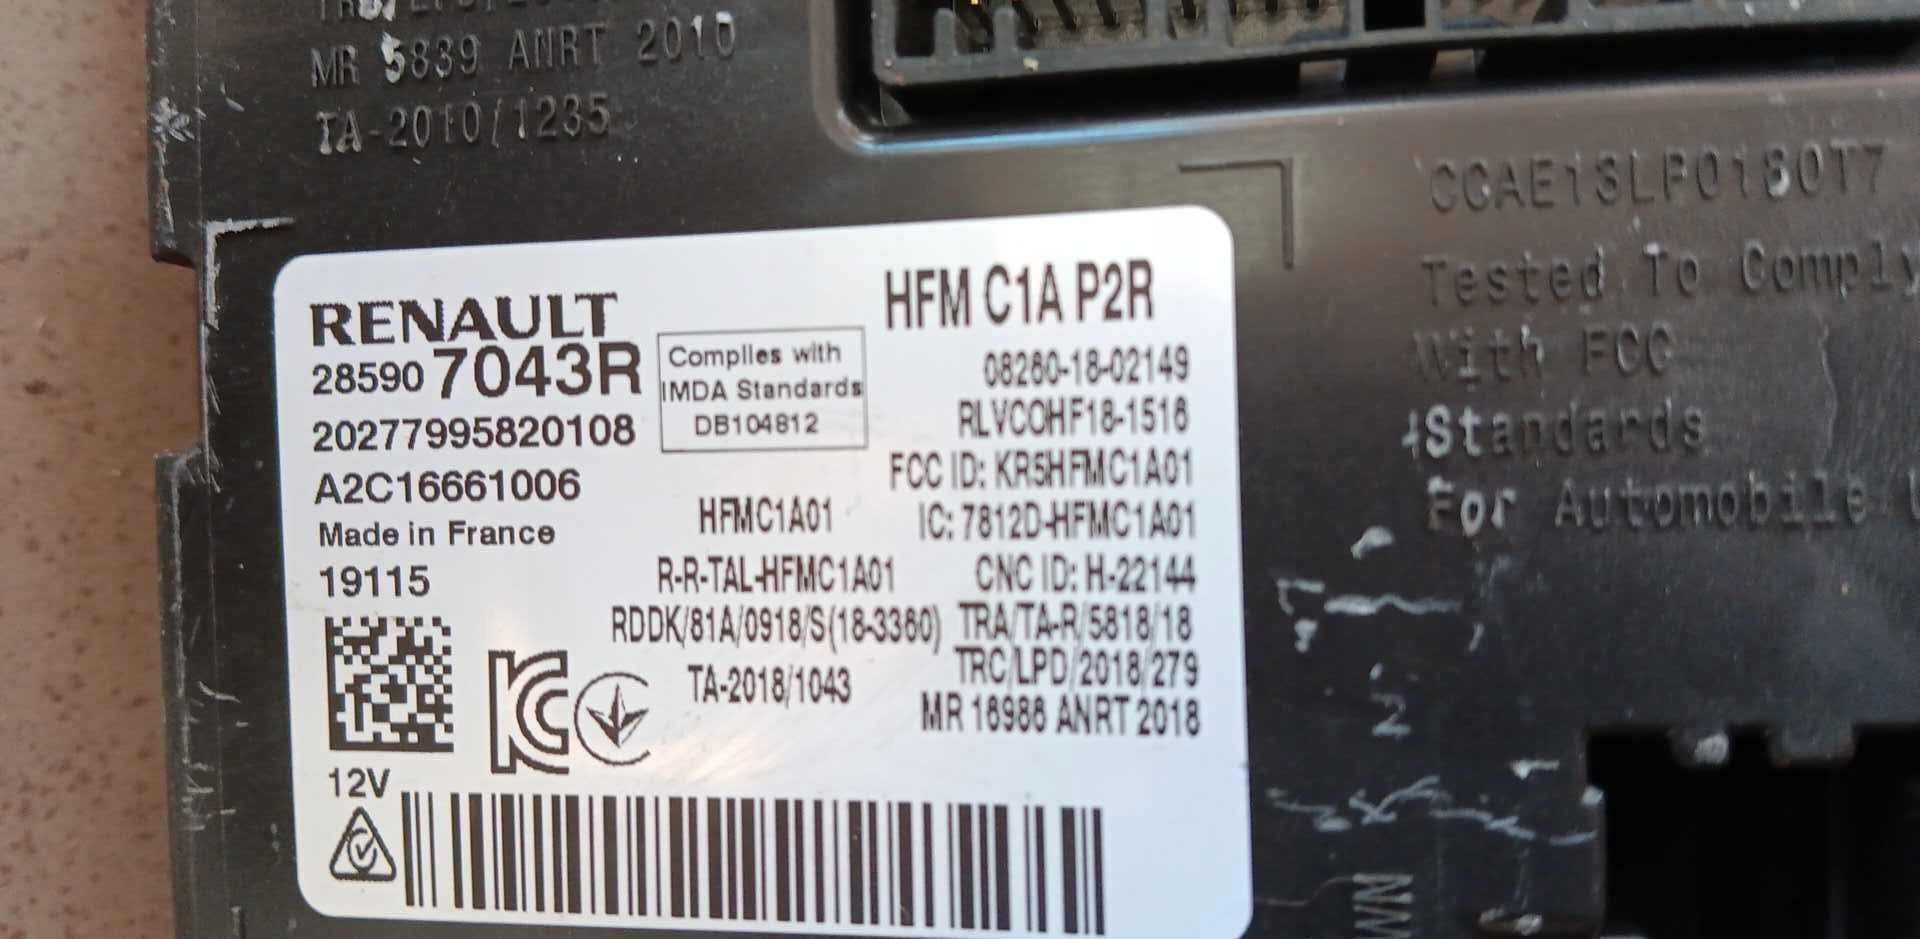 MR 5839 ANRT 2010
TA-2010/1235
CCAE13LP0180T7
Tested To Comply
With FCC
Standards
For Automobile
RENAULT
HFM C1A P2R
28590 7043R
20277995820108
A2C16661006
Made in France
19115
Complies with
IMDA Standards
DB104812
08260-18-02149
RLVCOHF18-1516
FCC ID: KR5HFMC1A01
HFMC1A01
IC: 7812D-HFMC1A01
R-R-TAL-HFMC1A01
CNC ID: H-22144
RDDK/81A/0918/S(18-3360)
TRA/TA-R/5818/18
TA-2018/1043
TRC/LPD/2018/279
MR 16986 ANRT 2018
12V